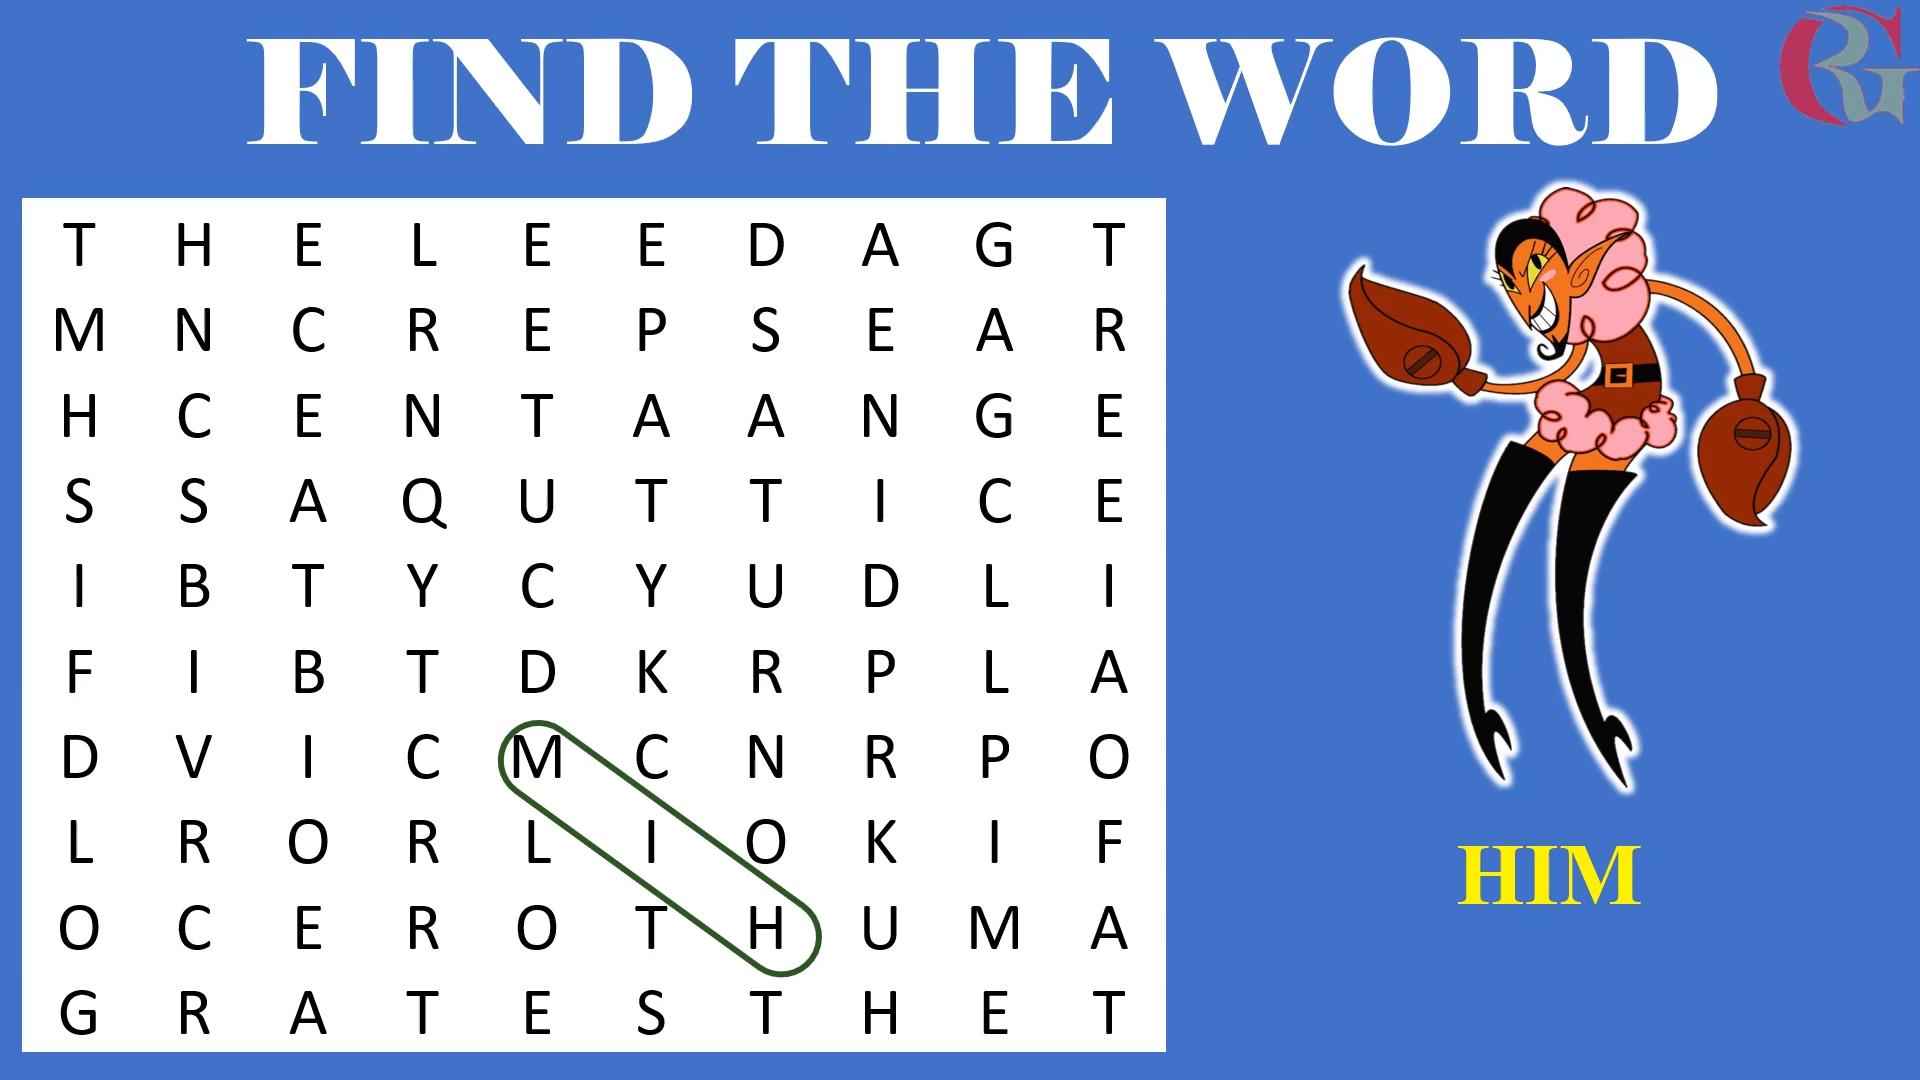 FIND THE WORD
T H E L E E D A G T
M N C R E P S E A R
H C E N T A A N G E
S S A Q U T T I C E
I B T Y C Y U D L I
F I B T D K R P L A
D V I C M C N R P O
L R O R L I O K I F
O C E R O T H U M A
G R A T E S T H E T
HIM